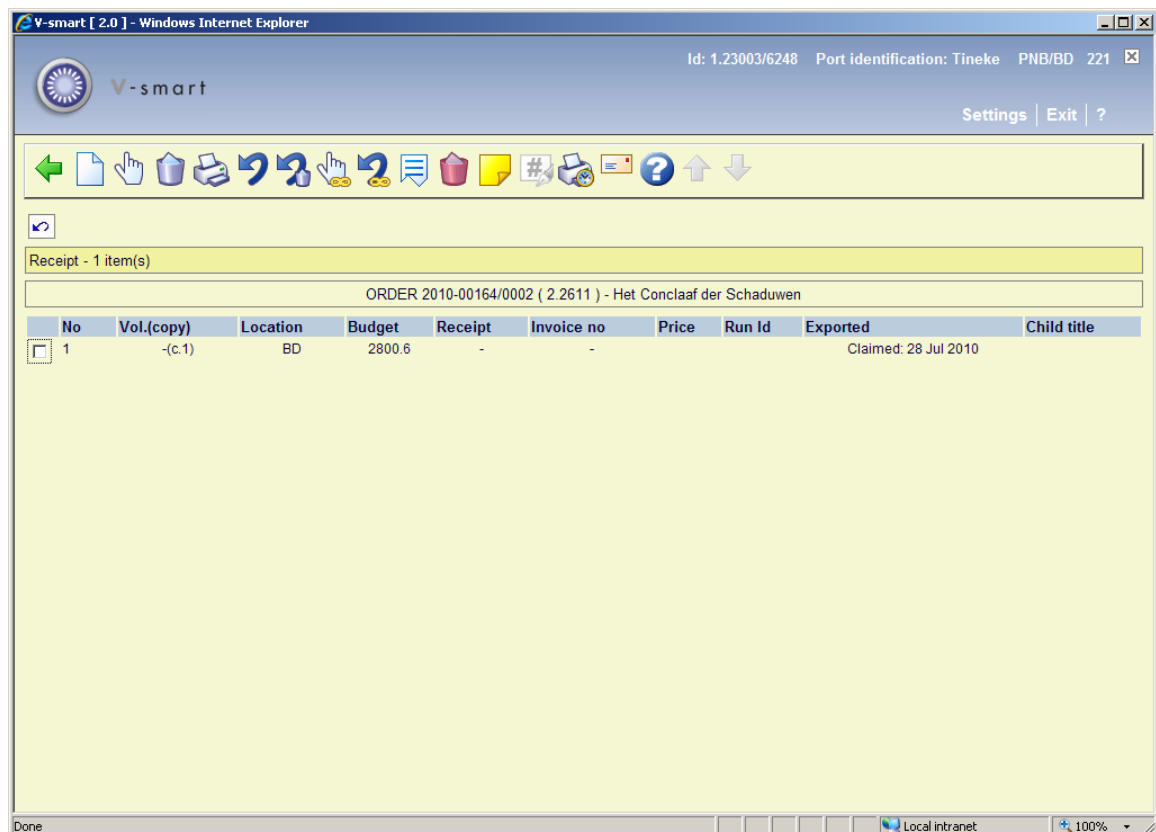 V-smart [ 2.0 ] - Windows Internet Explorer
Id: 1.23003/6248 Port identification: Tineke PNB/BD 221
V-smart
Settings | Exit | ?
Receipt - 1 item(s)
ORDER 2010-00164/0002 ( 2.2611 ) - Het Conclaaf der Schaduwen
No Vol.(copy) Location Budget Receipt Invoice no Price Run Id Exported Child title
1 -(c.1) BD 2800.6 - - Claimed: 28 Jul 2010
Done Local intranet 100%